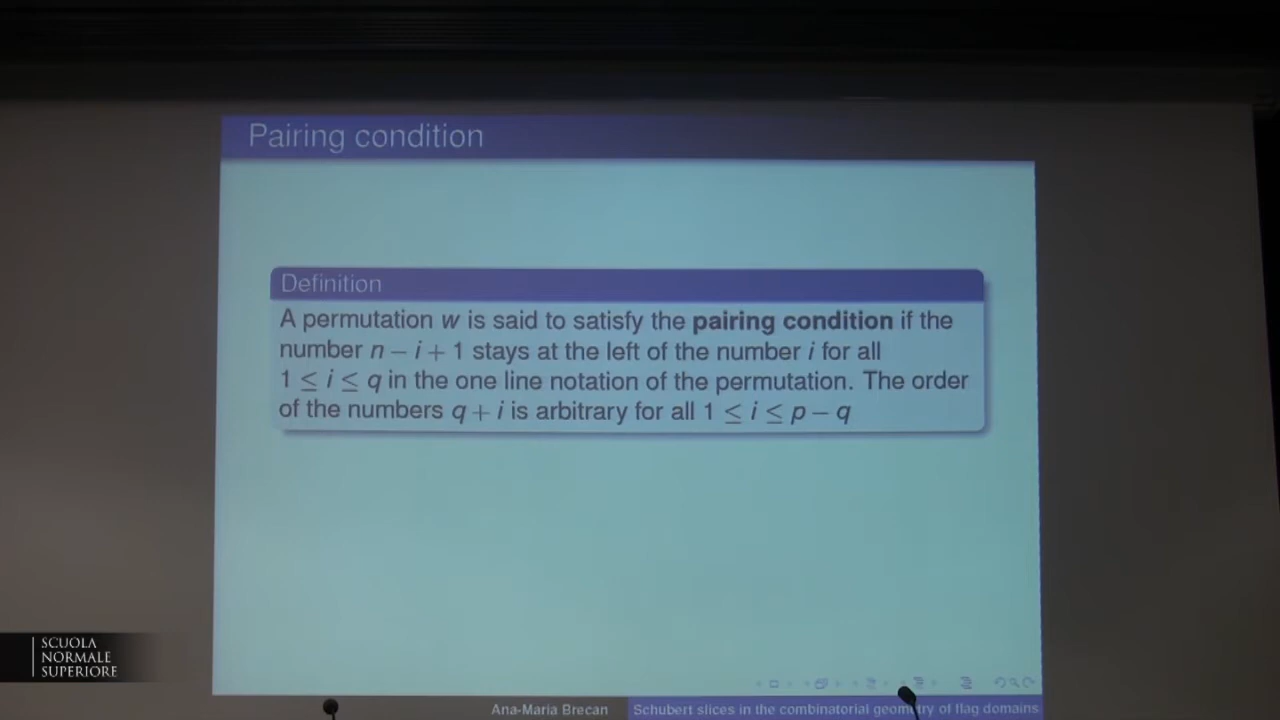 Pairing condition
Definition
A permutation w is said to satisfy the pairing condition if the
number n − i + 1 stays at the left of the number i for all
1 ≤ i ≤ q in the one line notation of the permutation. The order
of the numbers q + i is arbitrary for all 1 ≤ i ≤ p − q
SCUOLA
NORMALE
SUPERIORE
Ana-Maria Brecan
Schubert slices in the combinatorial geometry of flag domains